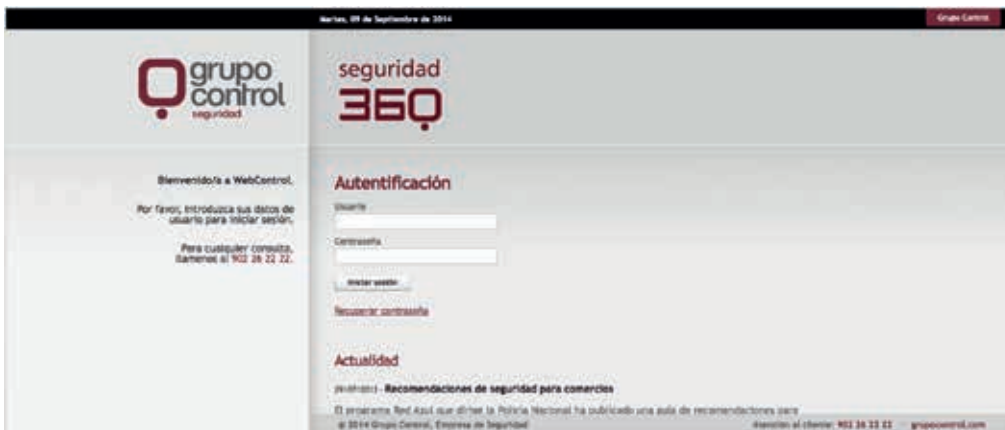 Martes, 09 de Septiembre de 2014
Grupo Control
grupo
control
seguridad
seguridad
360
Bienvenido/a a WebControl.
Por favor, introduzca sus datos de
usuario para iniciar sesión.
Para cualquier consulta,
llámenos al 902 26 22 22.
Autentificación
Usuario
Contraseña
Iniciar sesión
Recuperar contraseña
Actualidad
Recomendaciones de seguridad para comercios
El programa Red Azul que dirige la Policía Nacional ha publicado una guía de recomendaciones para
© 2014 Grupo Control, Empresa de Seguridad
Atención al cliente: 902 26 22 22
grupocontrol.com